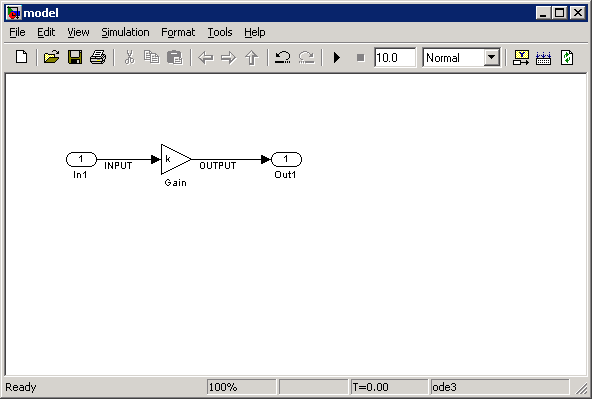 model
File Edit View Simulation Format Tools Help
10.0 Normal
1 k 1
INPUT OUTPUT
In1 Gain Out1
Ready 100% T=0.00 ode3